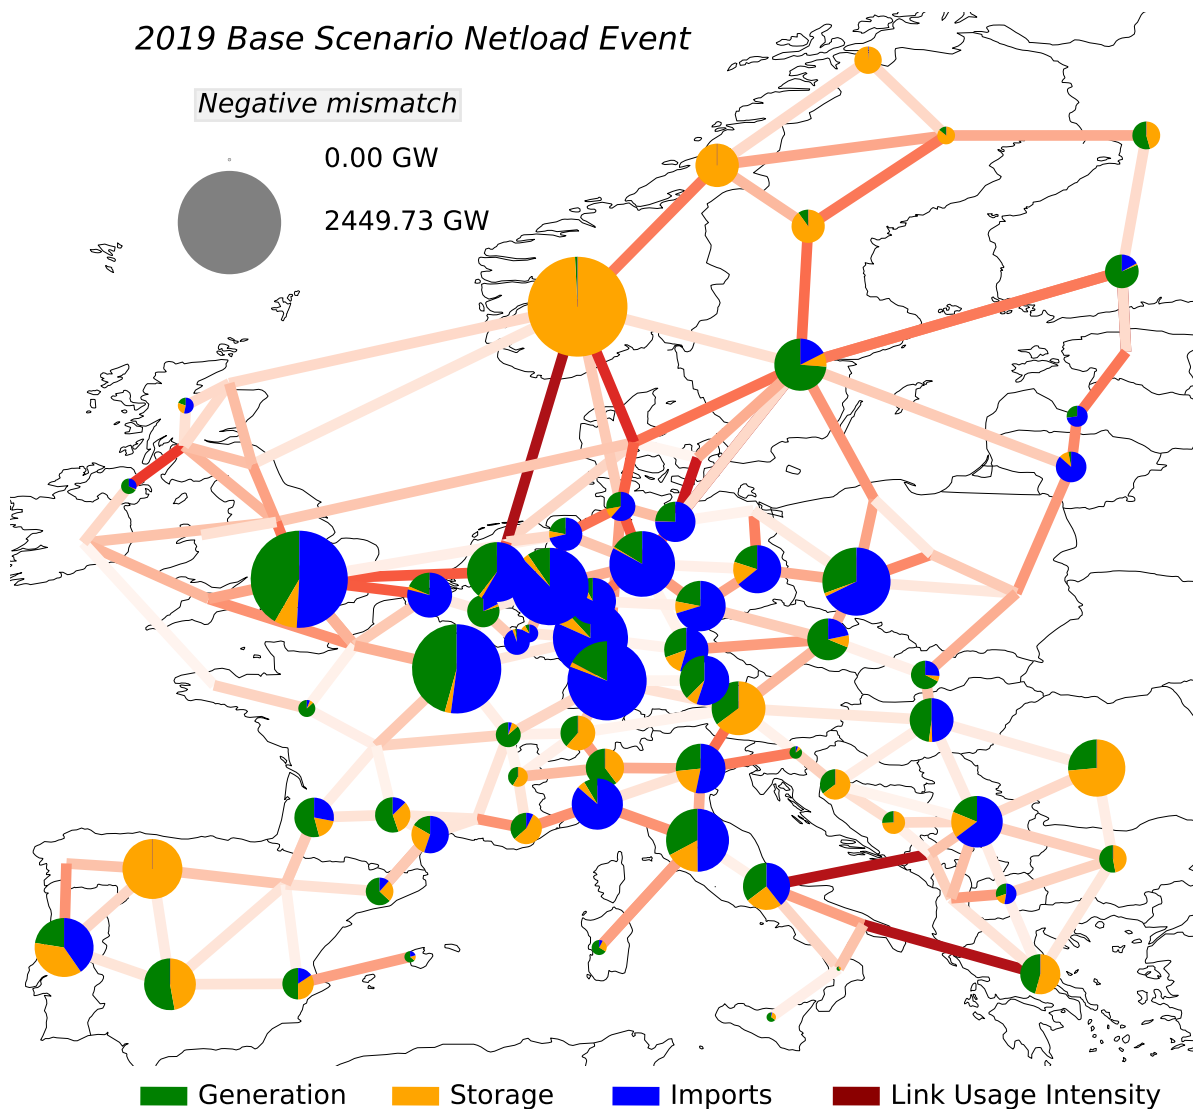 2019 Base Scenario Netload Event
Negative mismatch
0.00 GW
2449.73 GW
Generation
Storage
Imports
Link Usage Intensity